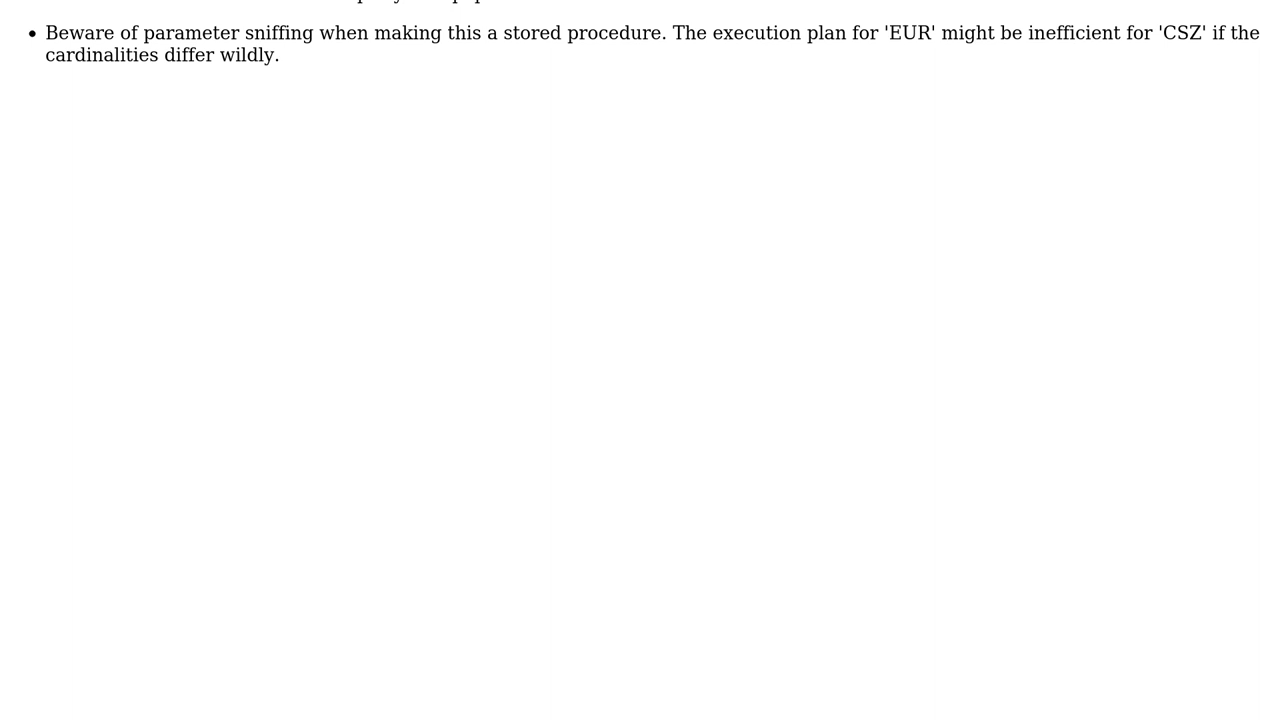 Beware of parameter sniffing when making this a stored procedure. The execution plan for 'EUR' might be inefficient for 'CSZ' if the
cardinalities differ wildly.